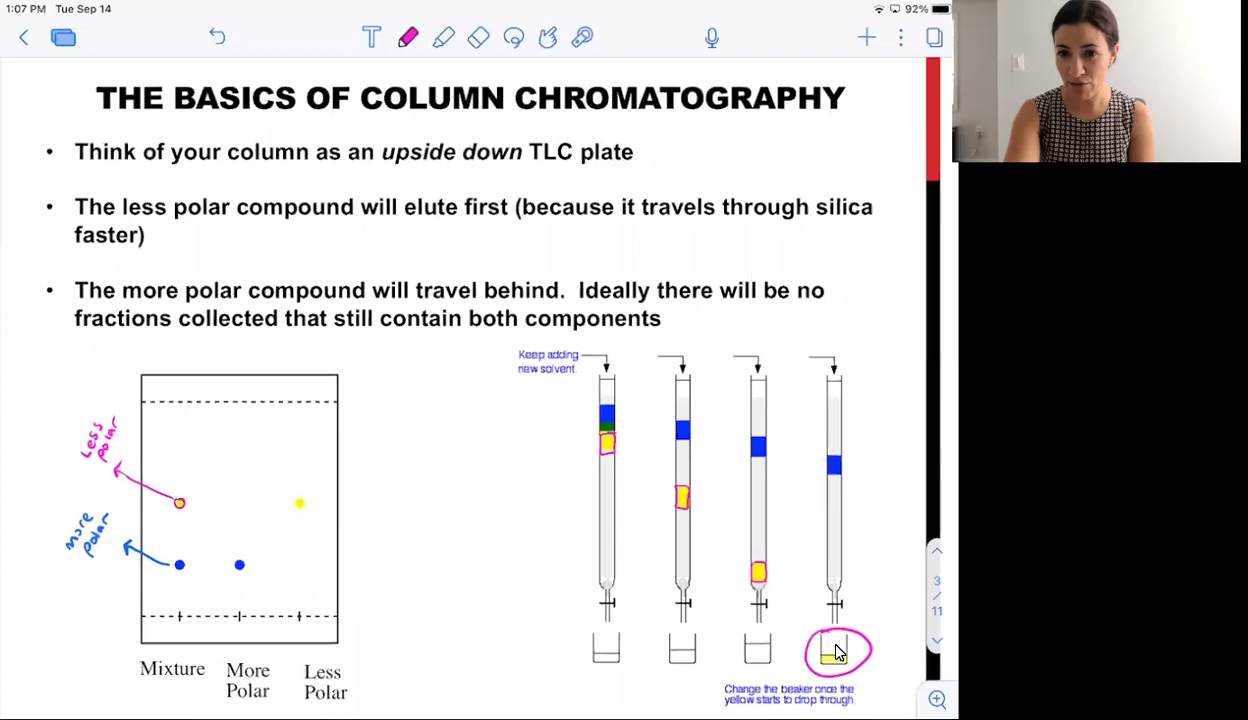 1:07 PM Tue Sep 14
92%
THE BASICS OF COLUMN CHROMATOGRAPHY
• Think of your column as an upside down TLC plate
• The less polar compound will elute first (because it travels through silica
faster)
• The more polar compound will travel behind. Ideally there will be no
fractions collected that still contain both components
Keep adding
new solvent.
Less
polar
more
polar
Mixture
More
Polar
Less
Polar
Change the beaker once the
yellow starts to drop through.
3
/
11